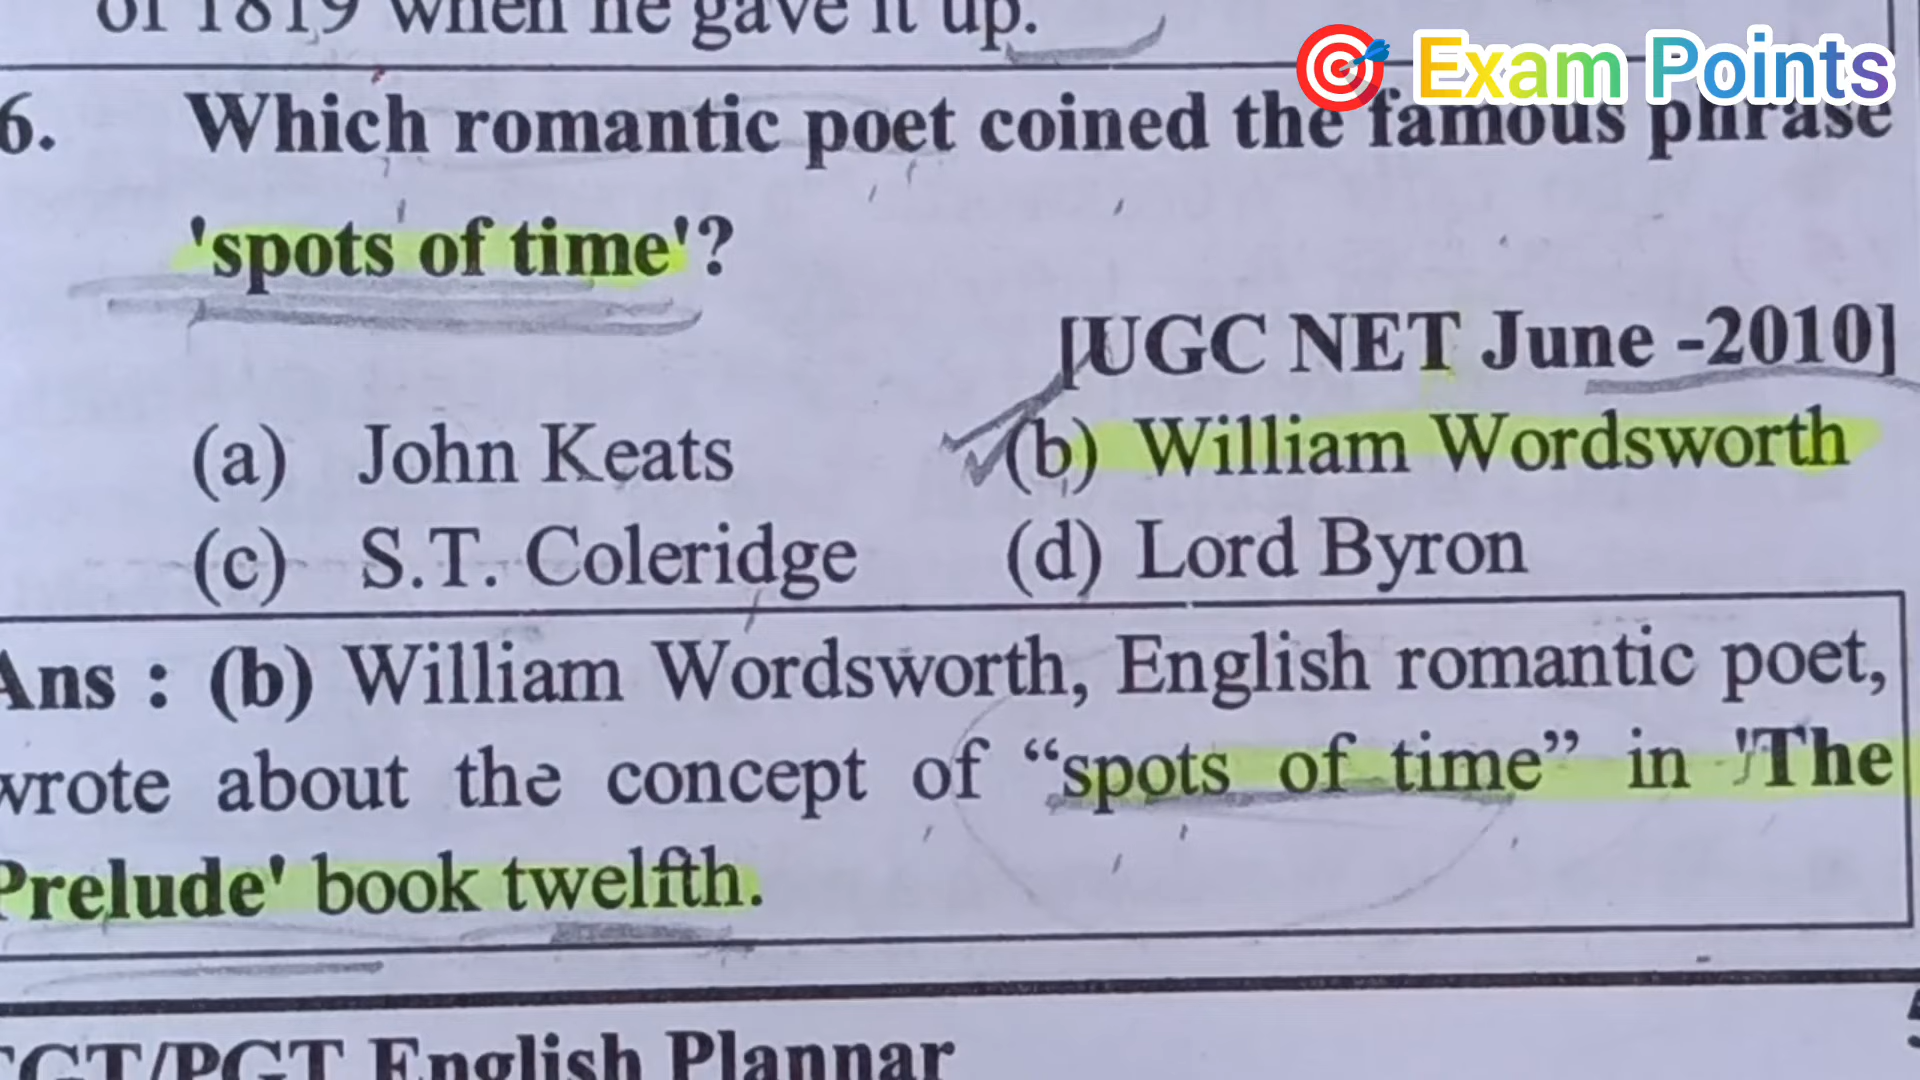 of 1819 when he gave it up.
Exam Points
6. Which romantic poet coined the famous phrase
'spots of time'?
[UGC NET June -2010]
(a) John Keats (b) William Wordsworth
(c) S.T. Coleridge (d) Lord Byron
Ans : (b) William Wordsworth, English romantic poet,
wrote about the concept of “spots of time” in 'The
Prelude' book twelfth.
TGT/PGT English Plannar